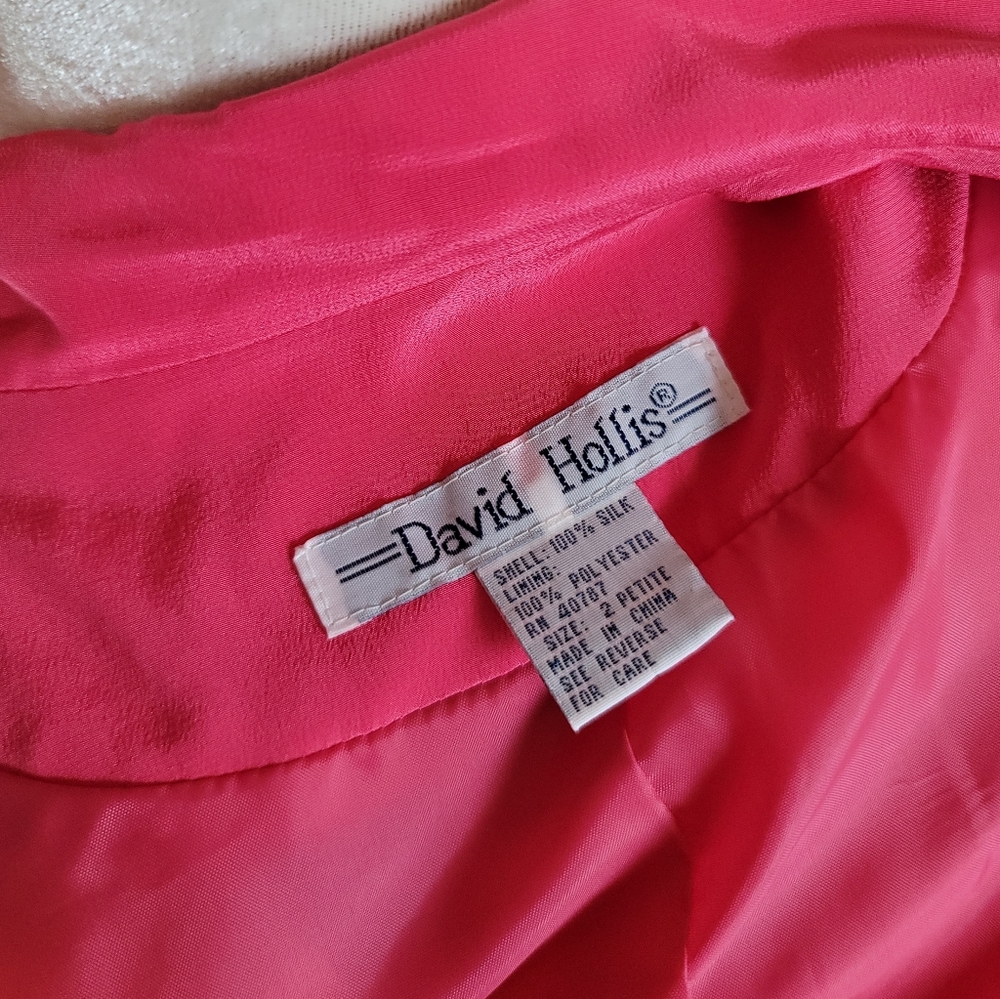 David Hollis®
SHELL: 100% SILK
LINING:
100% POLYESTER
RN 40787
SIZE: 2 PETITE
MADE IN CHINA
SEE REVERSE
FOR CARE